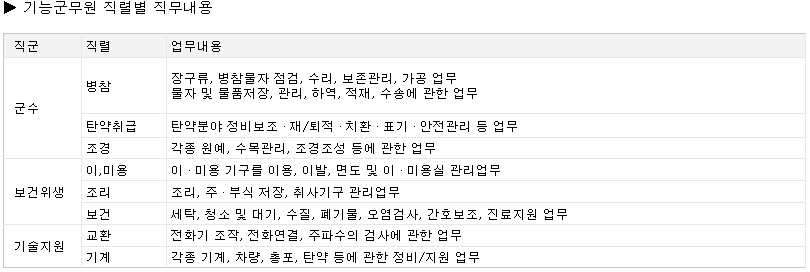 ▶ 기능군무원 직렬별 직무내용
직군 직렬 업무내용
군수 병참 장구류, 병참물자 점검, 수리, 보존관리, 가공 업무
물자 및 물품저장, 관리, 하역, 적재, 수송에 관한 업무
탄약취급 탄약분야 정비보조 · 재/퇴적 · 치환 · 표기 · 안전관리 등 업무
조경 각종 원예, 수목관리, 조경조성 등에 관한 업무
보건위생 이,미용 이 · 미용 기구를 이용, 이발, 면도 및 이 · 미용실 관리업무
조리 조리, 주 · 부식 저장, 취사기구 관리업무
보건 세탁, 청소 및 대기, 수질, 폐기물, 오염검사, 간호보조, 진료지원 업무
기술지원 교환 전화기 조작, 전화연결, 주파수의 검사에 관한 업무
기계 각종 기계, 차량, 총포, 탄약 등에 관한 정비/지원 업무